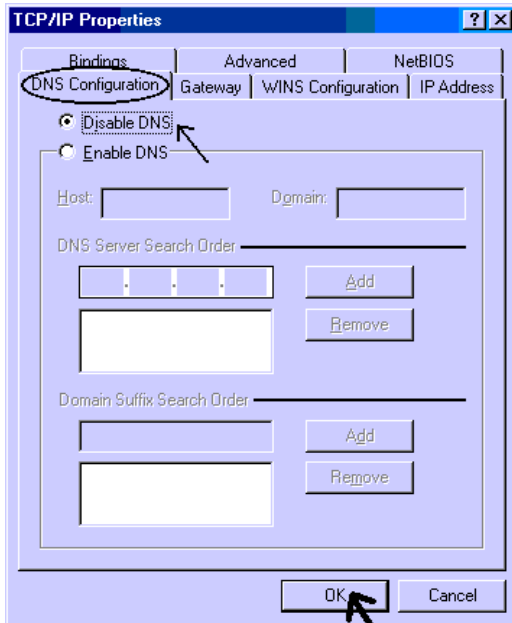 TCP/IP Properties ? X
Bindings Advanced NetBIOS
DNS Configuration Gateway WINS Configuration IP Address
Disable DNS
Enable DNS
Host: Domain:
DNS Server Search Order
. . . Add
Remove
Domain Suffix Search Order
Add
Remove
OK Cancel